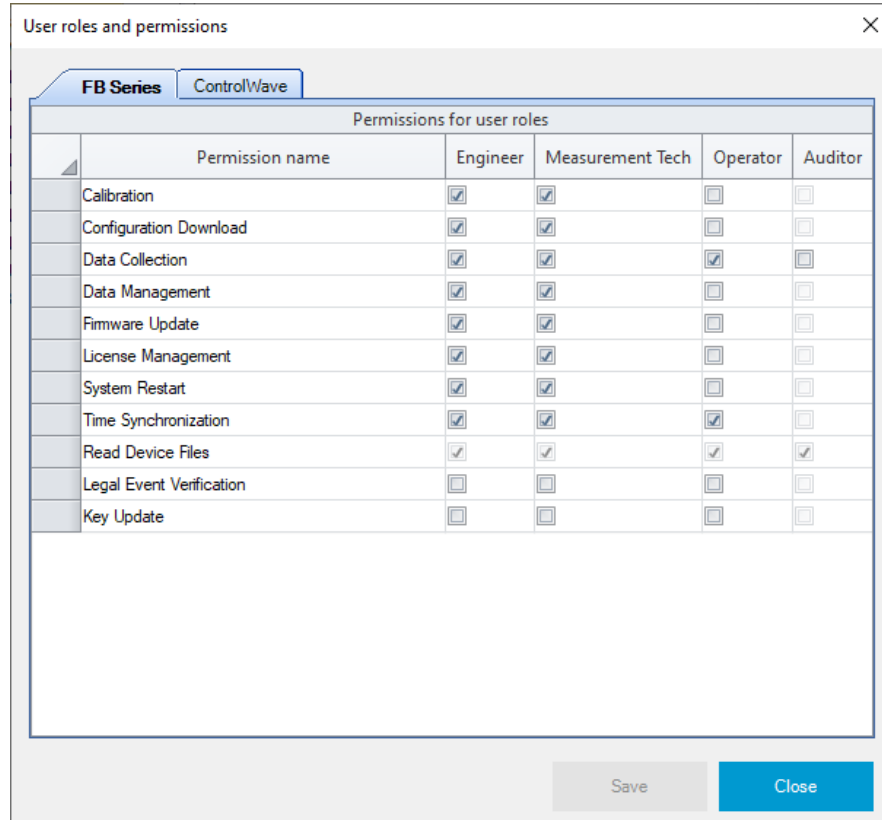 User roles and permissions
FB Series ControlWave
Permissions for user roles
Permission name Engineer Measurement Tech Operator Auditor
Calibration
Configuration Download
Data Collection
Data Management
Firmware Update
License Management
System Restart
Time Synchronization
Read Device Files
Legal Event Verification
Key Update
Save Close